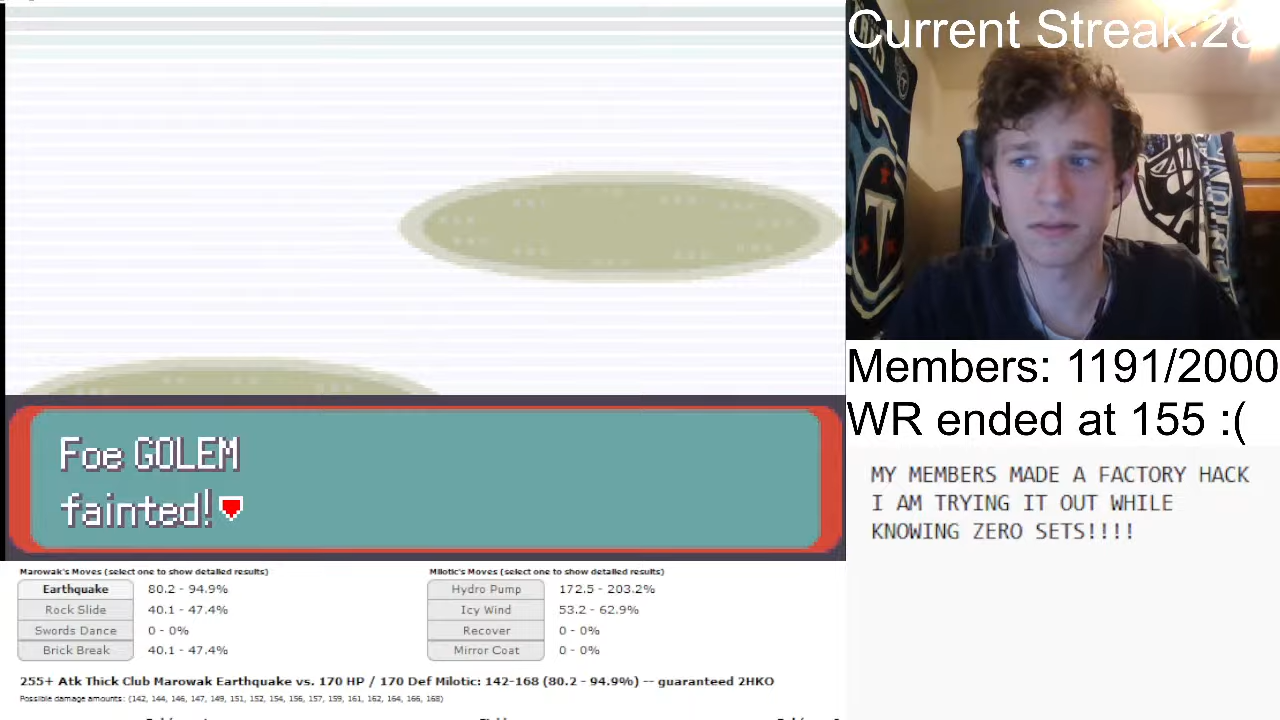 Current Streak:28
Foe GOLEM
fainted!
Members: 1191/2000
WR ended at 155 :(
MY MEMBERS MADE A FACTORY HACK
I AM TRYING IT OUT WHILE
KNOWING ZERO SETS!!!!
Marowak's Moves (select one to show detailed results)
Earthquake 80.2 - 94.9%
Rock Slide 40.1 - 47.4%
Swords Dance 0 - 0%
Brick Break 40.1 - 47.4%
Milotic's Moves (select one to show detailed results)
Hydro Pump 172.5 - 203.2%
Icy Wind 53.2 - 62.9%
Recover 0 - 0%
Mirror Coat 0 - 0%
255+ Atk Thick Club Marowak Earthquake vs. 170 HP / 170 Def Milotic: 142-168 (80.2 - 94.9%) -- guaranteed 2HKO
Possible damage amounts: (142, 144, 146, 147, 149, 151, 152, 154, 156, 157, 159, 161, 162, 164, 166, 168)